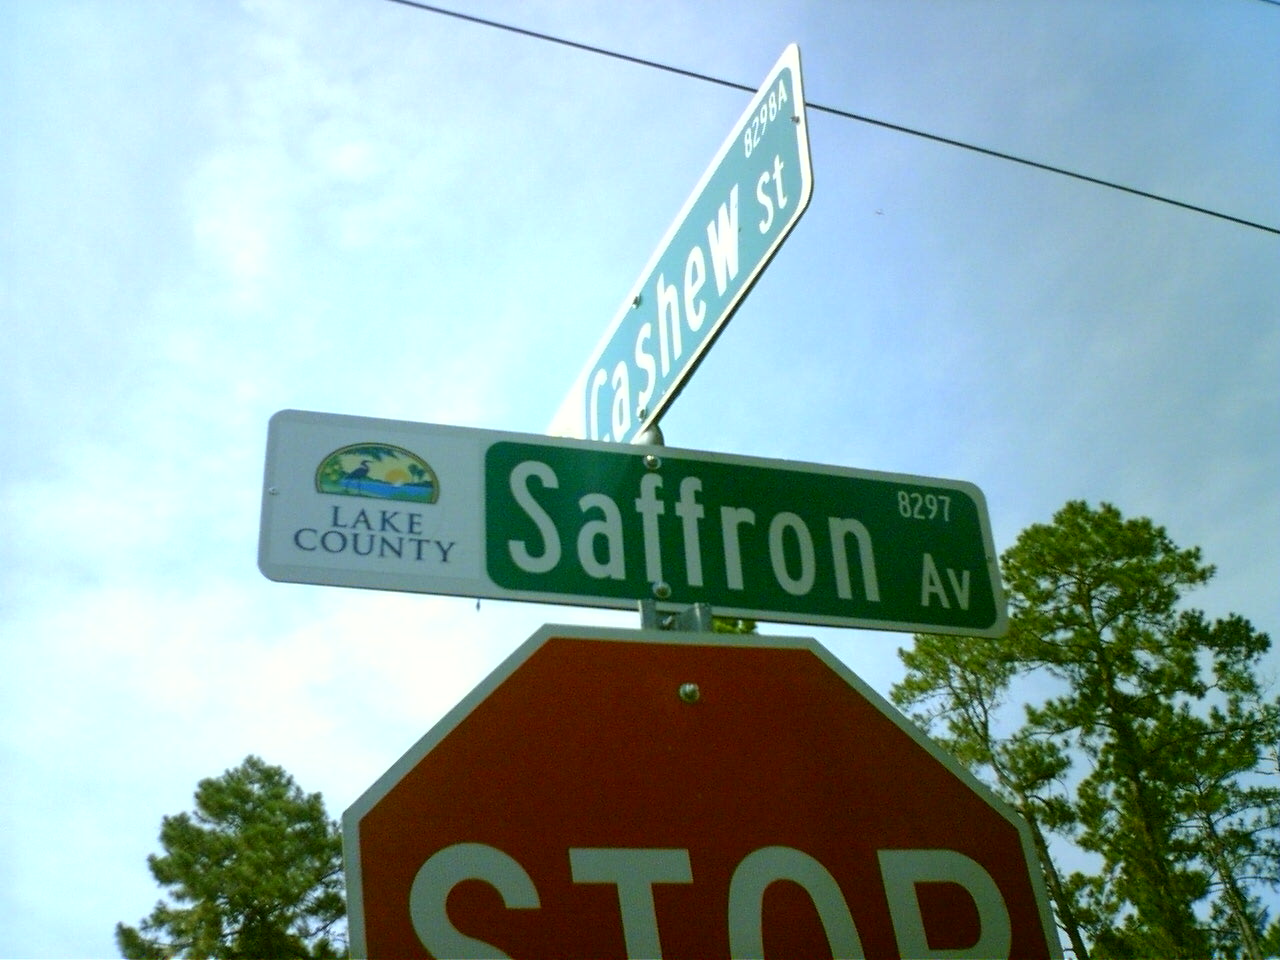 8298A
Cashew St
LAKE
COUNTY
Saffron Av
8297
STOP